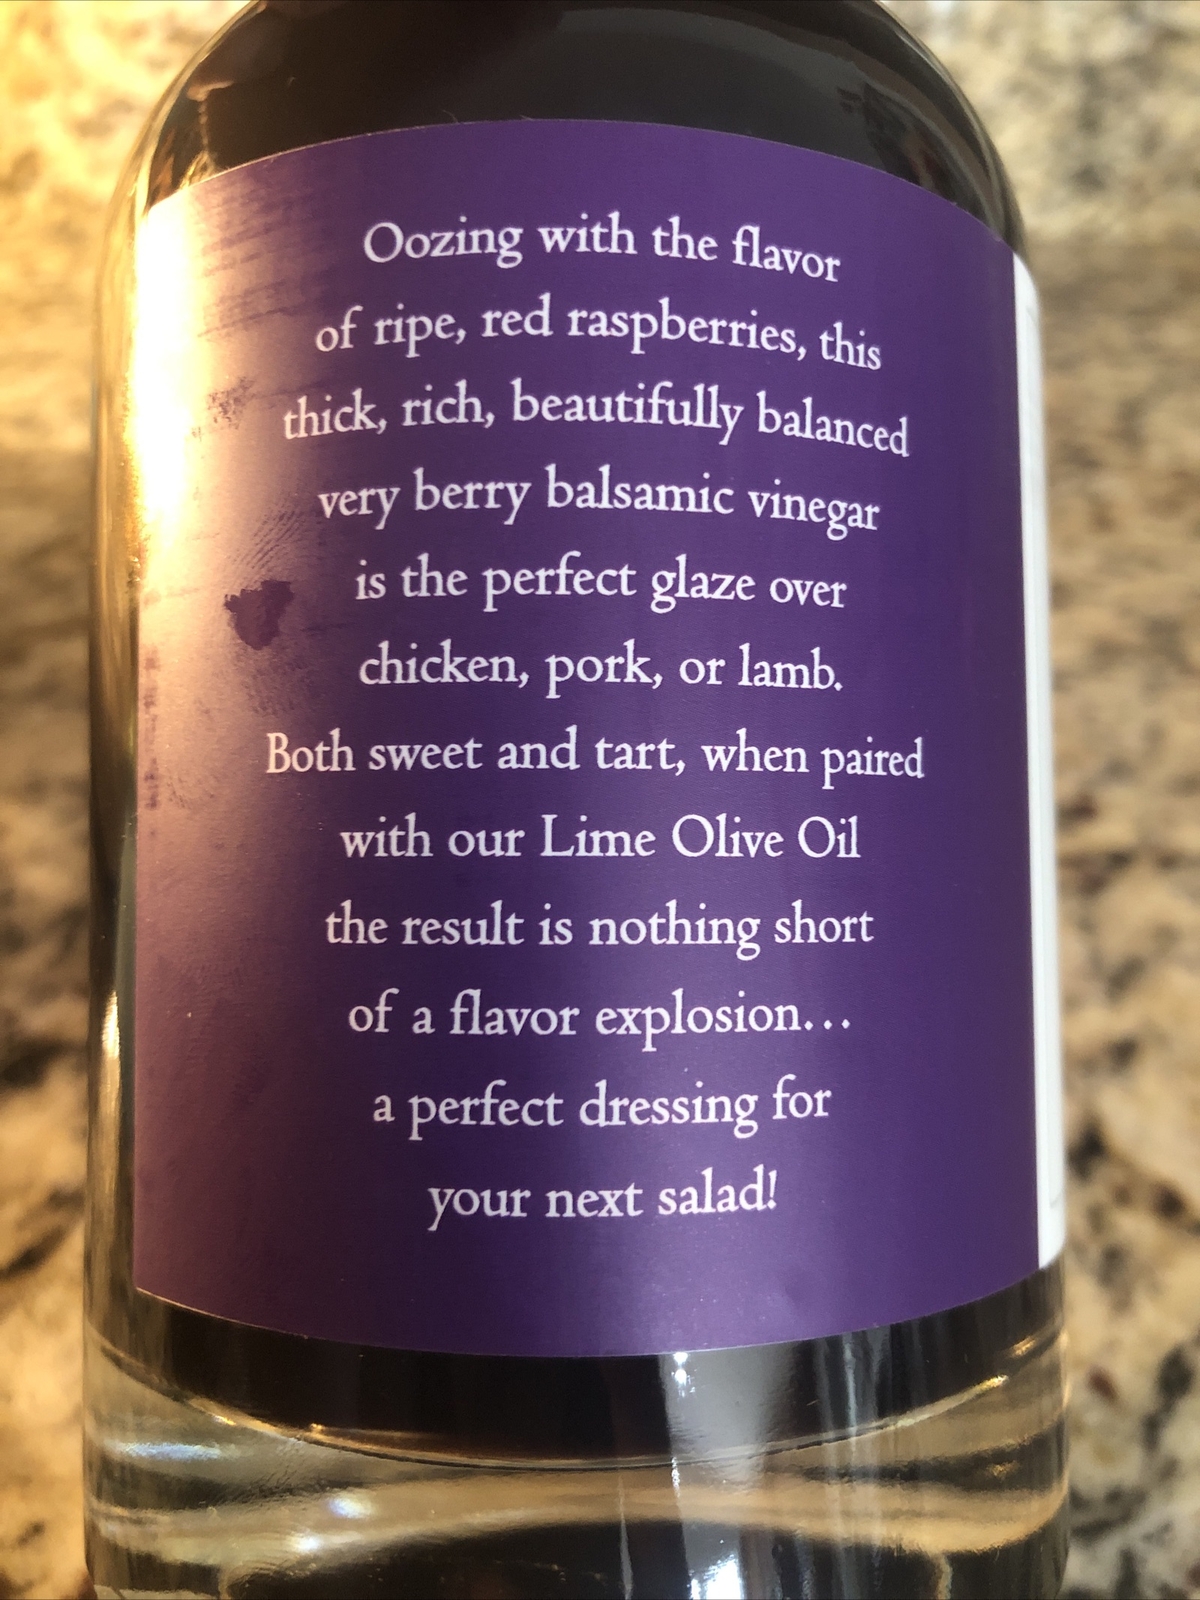 Oozing with the flavor
of ripe, red raspberries, this
thick, rich, beautifully balanced
very berry balsamic vinegar
is the perfect glaze over
chicken, pork, or lamb.
Both sweet and tart, when paired
with our Lime Olive Oil
the result is nothing short
of a flavor explosion...
a perfect dressing for
your next salad!